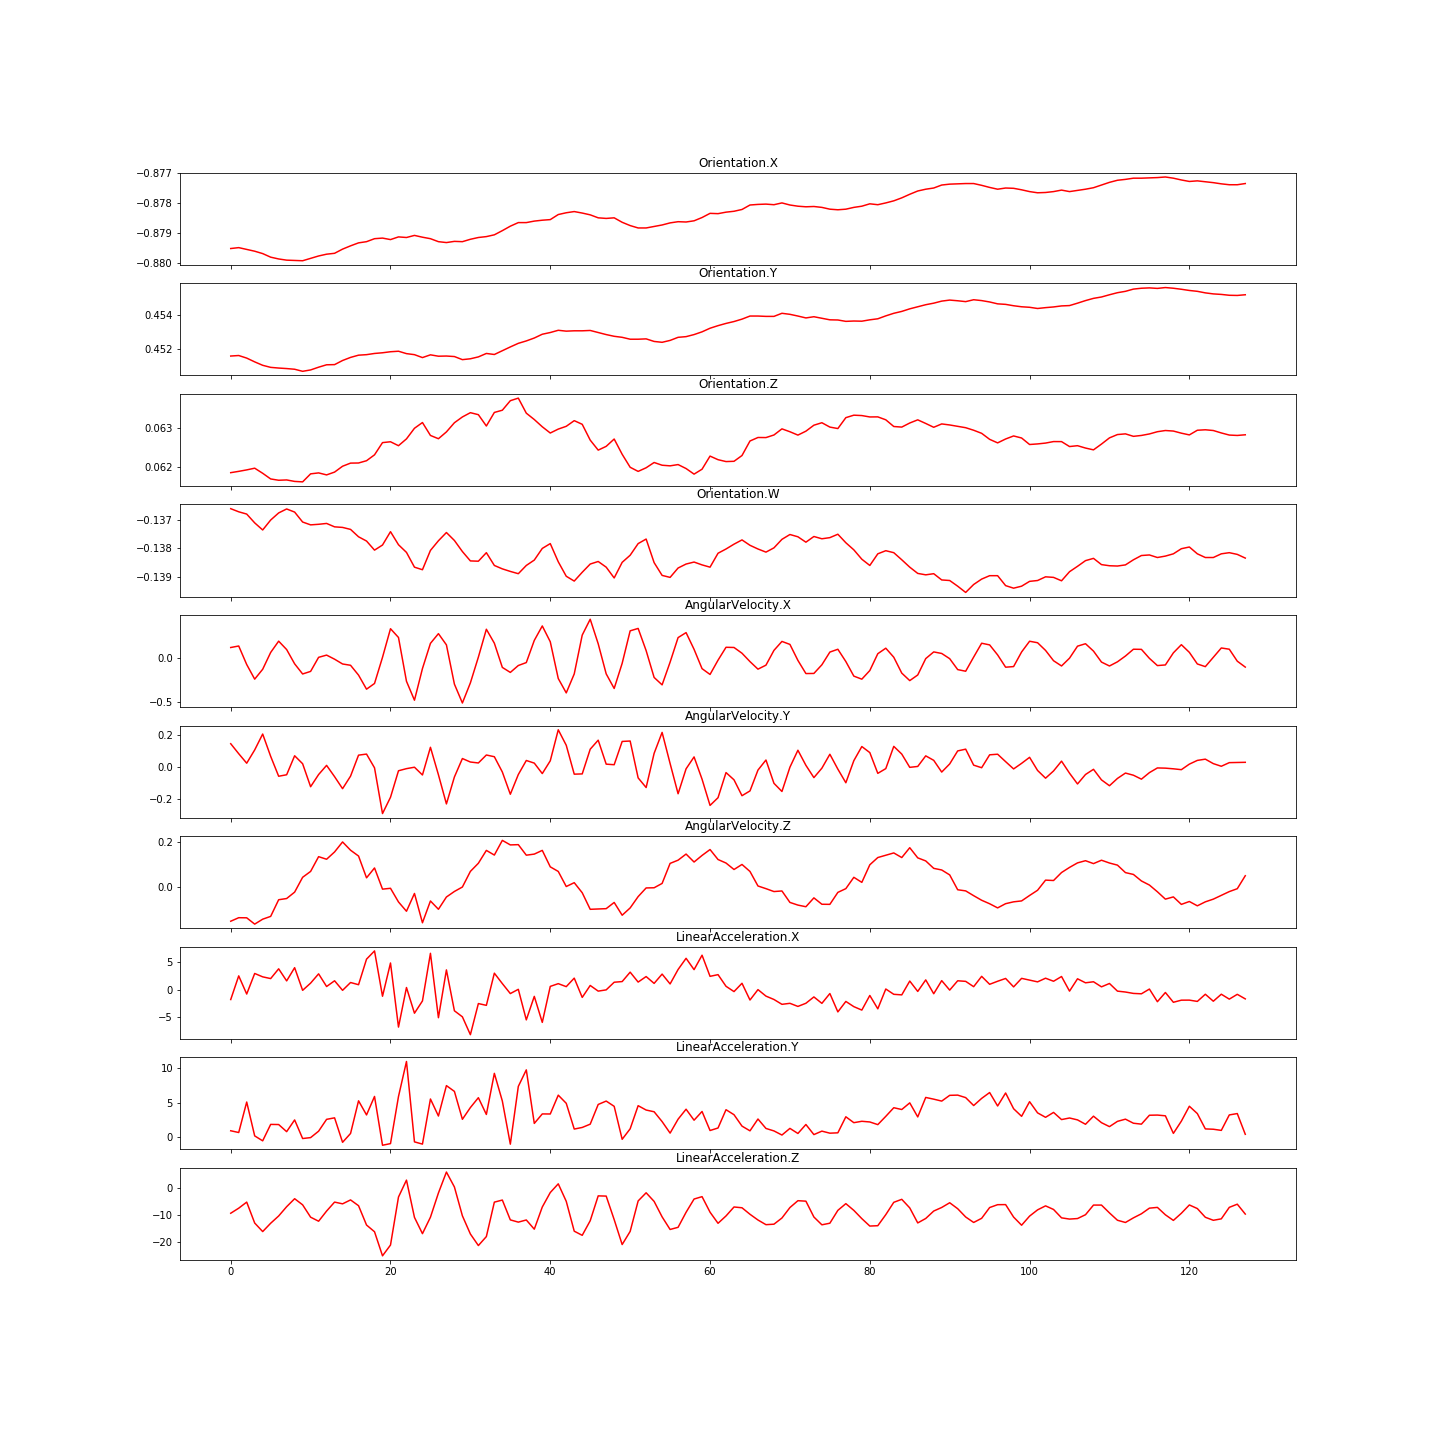 Orientation.X
−0.877
−0.878
−0.879
−0.880
Orientation.Y
0.454
0.452
Orientation.Z
0.063
0.062
Orientation.W
−0.137
−0.138
−0.139
AngularVelocity.X
0.0
−0.5
AngularVelocity.Y
0.2
0.0
−0.2
AngularVelocity.Z
0.2
0.0
LinearAcceleration.X
5
0
−5
LinearAcceleration.Y
10
5
0
LinearAcceleration.Z
0
−10
−20
0 20 40 60 80 100 120